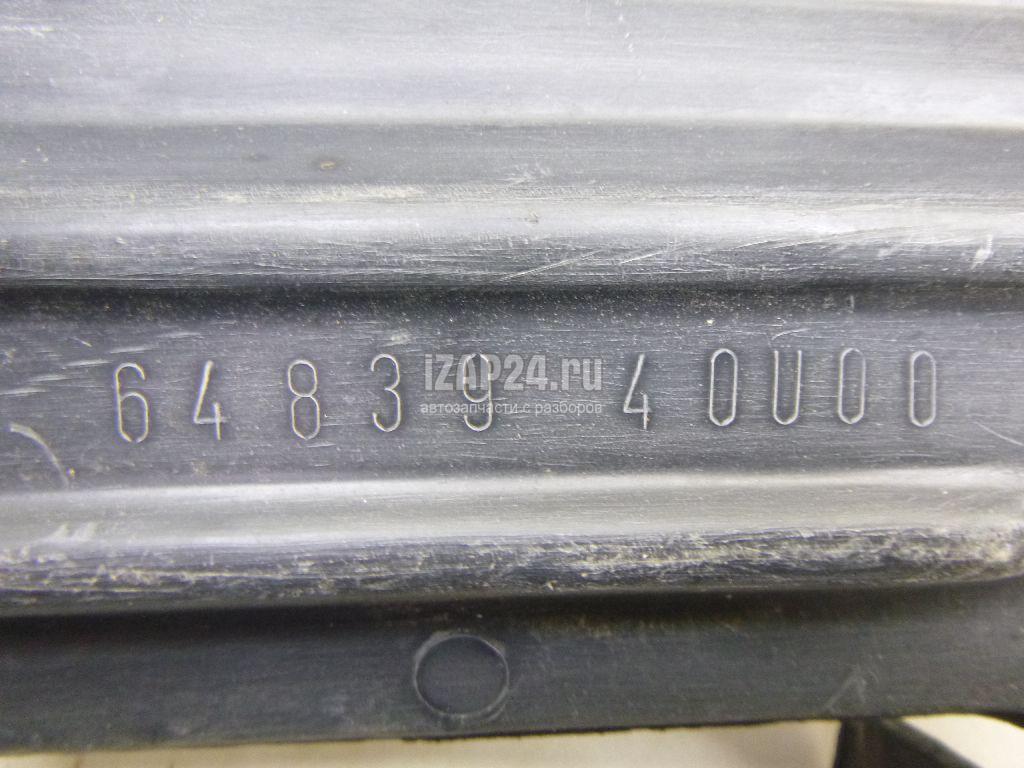 64839 40U00
iZAP24.ru
автозапчасти с разборов